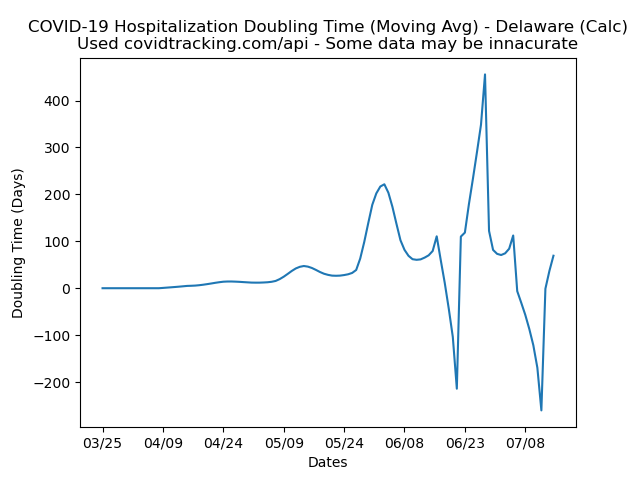 COVID-19 Hospitalization Doubling Time (Moving Avg) - Delaware (Calc)
Used covidtracking.com/api - Some data may be innacurate
Doubling Time (Days)
400
300
200
100
0
−100
−200
03/25 04/09 04/24 05/09 05/24 06/08 06/23 07/08
Dates